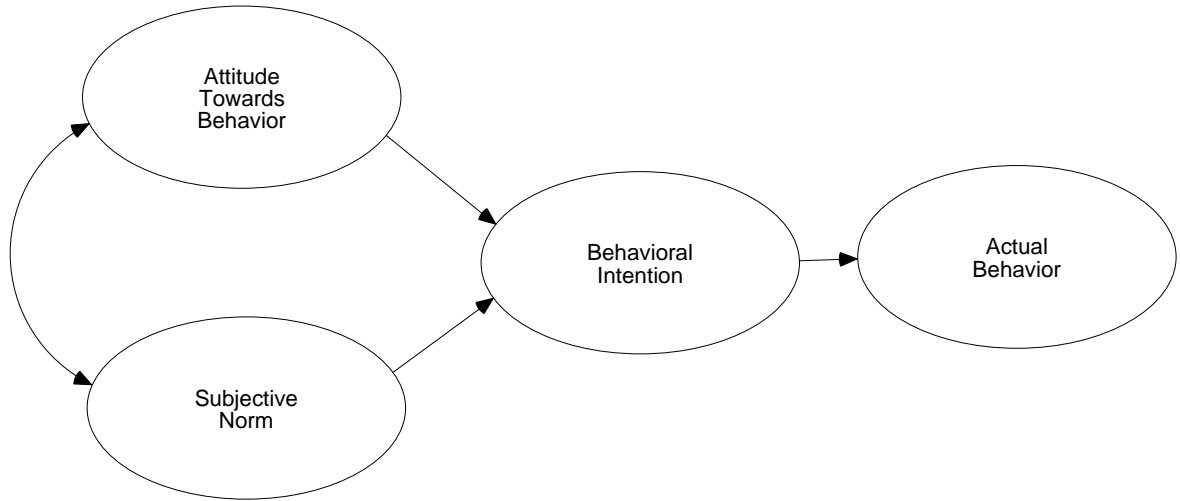 Attitude
Towards
Behavior
Subjective
Norm
Behavioral
Intention
Actual
Behavior